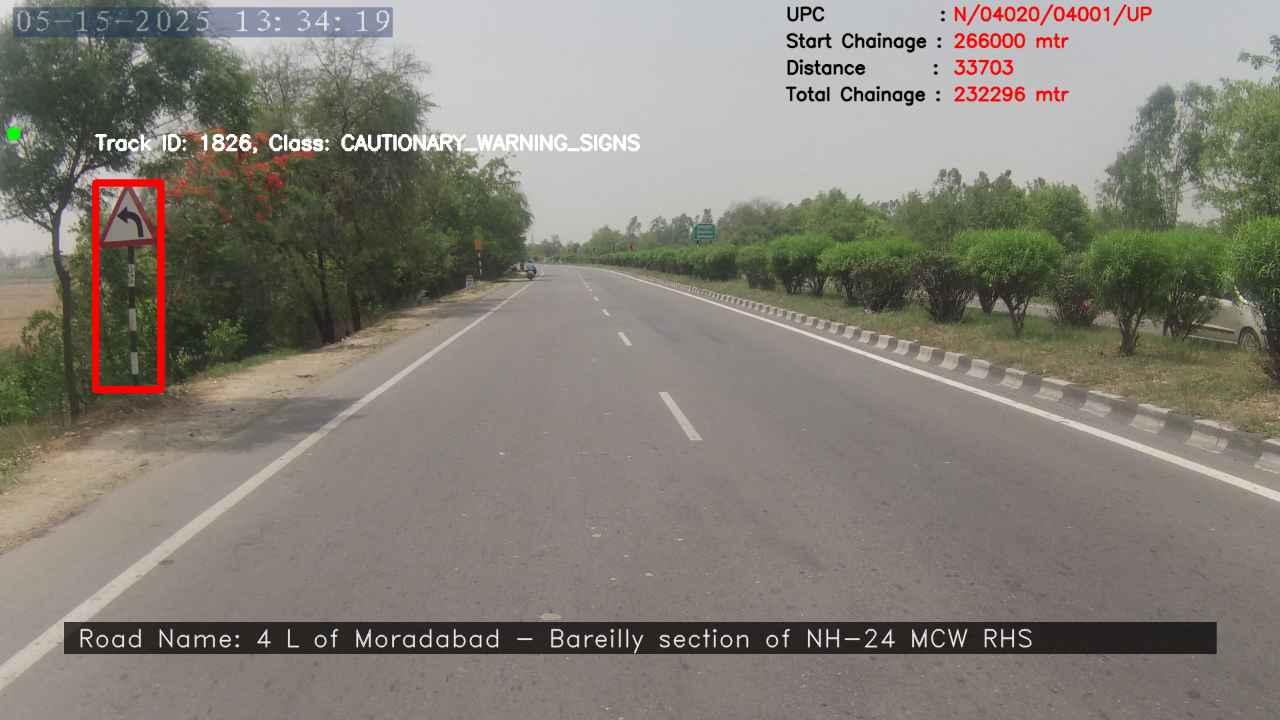 05-15-2025 13:34:19
UPC : N/04020/04001/UP
Start Chainage : 266000 mtr
Distance : 33703
Total Chainage : 232296 mtr
Track ID: 1826, Class: CAUTIONARY_WARNING_SIGNS
Road Name: 4 L of Moradabad - Bareilly section of NH-24 MCW RHS